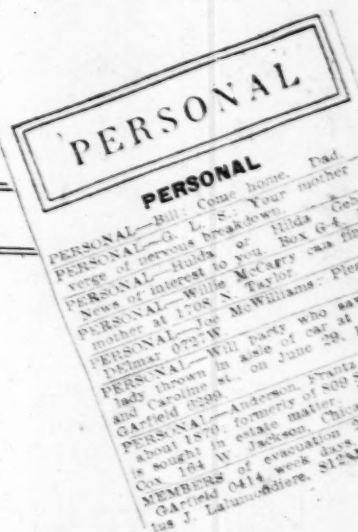 PERSONAL
PERSONAL
PERSONAL—Bill: Come home. Dad.
PERSONAL—G. L. S.: Your mother
verge of nervous breakdown.
PERSONAL—Hulda or Hilda
News of interest to you. Box G-4,
PERSONAL—Willie McCarry can find
mother at 1708 N. Taylor.
PERSONAL—Joe McWilliams:
DElmar 0727W
PERSONAL—Will party who saw
lady thrown in aisle of car at
and Caroline st., on June 29,
GArfield 6299.
PERSONAL—Anderson,
about 1870; formerly of 809
is sought in estate matter.
Cox, 164 W. Jackson,
MEMBERS of evacuation
GArfield 0414, week days,
tus J. Lalumondiere,